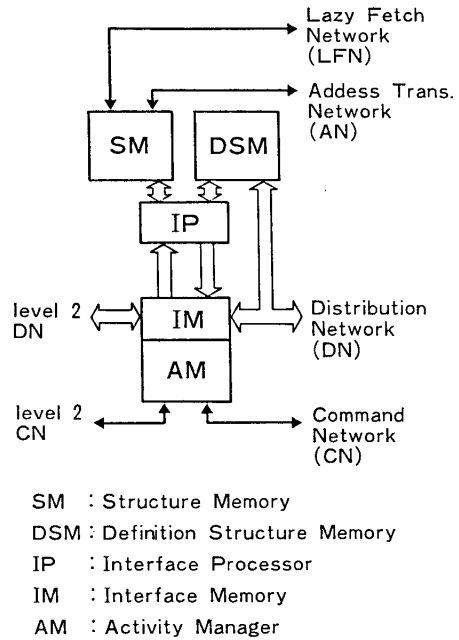 Lazy Fetch
Network
(LFN)
Addess Trans.
Network
(AN)
SM
DSM
IP
level 2
DN
IM
Distribution
Network
(DN)
AM
level 2
CN
Command
Network
(CN)
SM : Structure Memory
DSM : Definition Structure Memory
IP : Interface Processor
IM : Interface Memory
AM : Activity Manager